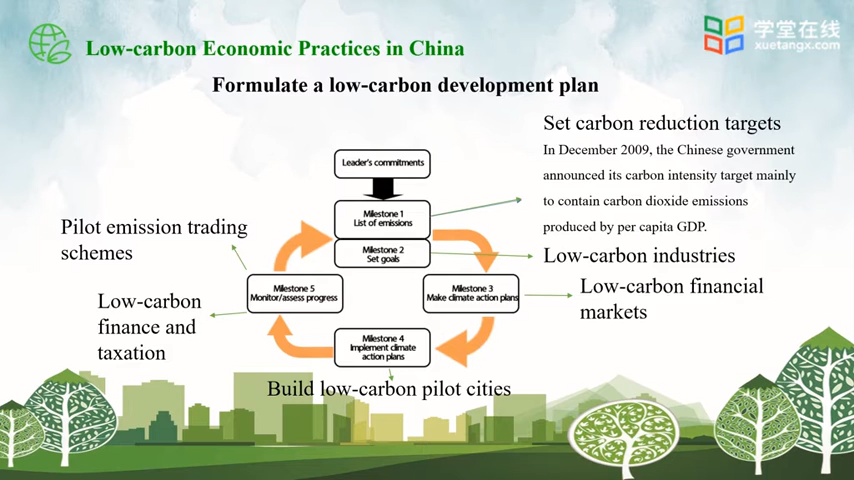 Low-carbon Economic Practices in China
学堂在线
xuetangx.com
Formulate a low-carbon development plan
Set carbon reduction targets
In December 2009, the Chinese government
announced its carbon intensity target mainly
to contain carbon dioxide emissions
produced by per capita GDP.
Leader's commitments
Milestone 1
List of emissions
Milestone 2
Set goals
Low-carbon industries
Pilot emission trading
schemes
Milestone 5
Monitor/assess progress
Milestone 3
Make climate action plans
Low-carbon financial
markets
Low-carbon
finance and
taxation
Milestone 4
Implement climate
action plans
Build low-carbon pilot cities